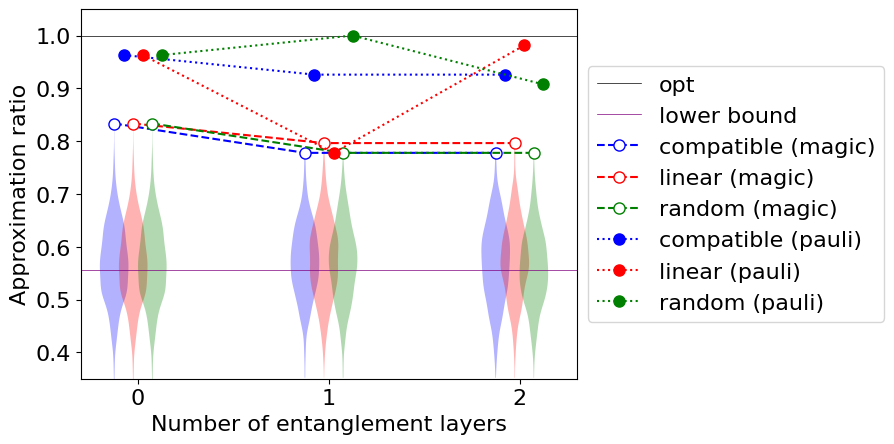 1.0
0.9
0.8
0.7
0.6
0.5
0.4
Approximation ratio
0 1 2
Number of entanglement layers
opt
lower bound
compatible (magic)
linear (magic)
random (magic)
compatible (pauli)
linear (pauli)
random (pauli)